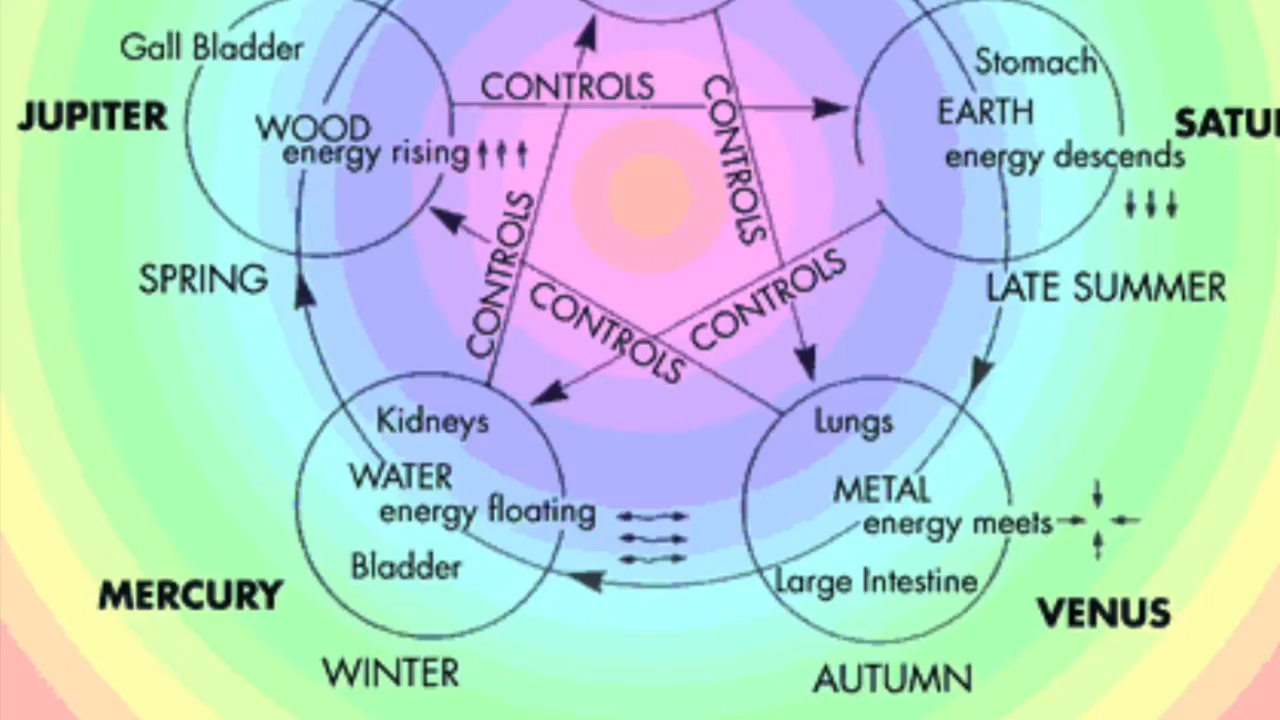 Gall Bladder
Stomach
CONTROLS
CONTROLS
JUPITER
WOOD
energy rising
EARTH
SATU
energy descends
CONTROLS
SPRING
CONTROLS
CONTROLS
LATE SUMMER
Kidneys
WATER
energy floating
Bladder
Lungs
METAL
energy meets
Large Intestine
MERCURY
VENUS
WINTER
AUTUMN